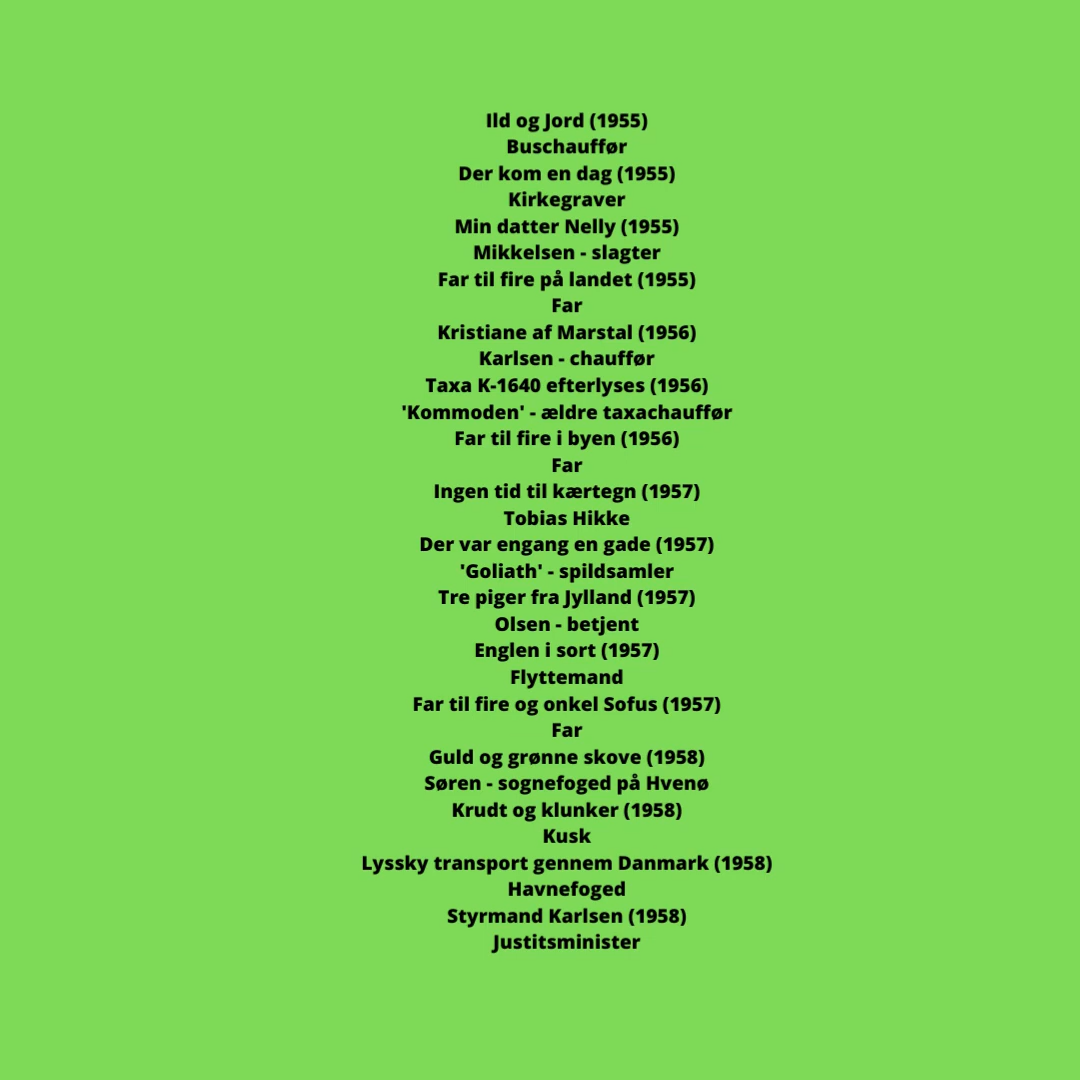 Ild og Jord (1955)
Buschauffør
Der kom en dag (1955)
Kirkegraver
Min datter Nelly (1955)
Mikkelsen - slagter
Far til fire på landet (1955)
Far
Kristiane af Marstal (1956)
Karlsen - chauffør
Taxa K-1640 efterlyses (1956)
'Kommoden' - ældre taxachauffør
Far til fire i byen (1956)
Far
Ingen tid til kærtegn (1957)
Tobias Hikke
Der var engang en gade (1957)
'Goliath' - spildsamler
Tre piger fra Jylland (1957)
Olsen - betjent
Englen i sort (1957)
Flyttemand
Far til fire og onkel Sofus (1957)
Far
Guld og grønne skove (1958)
Søren - sognefoged på Hvenø
Krudt og klunker (1958)
Kusk
Lyssky transport gennem Danmark (1958)
Havnefoged
Styrmand Karlsen (1958)
Justitsminister